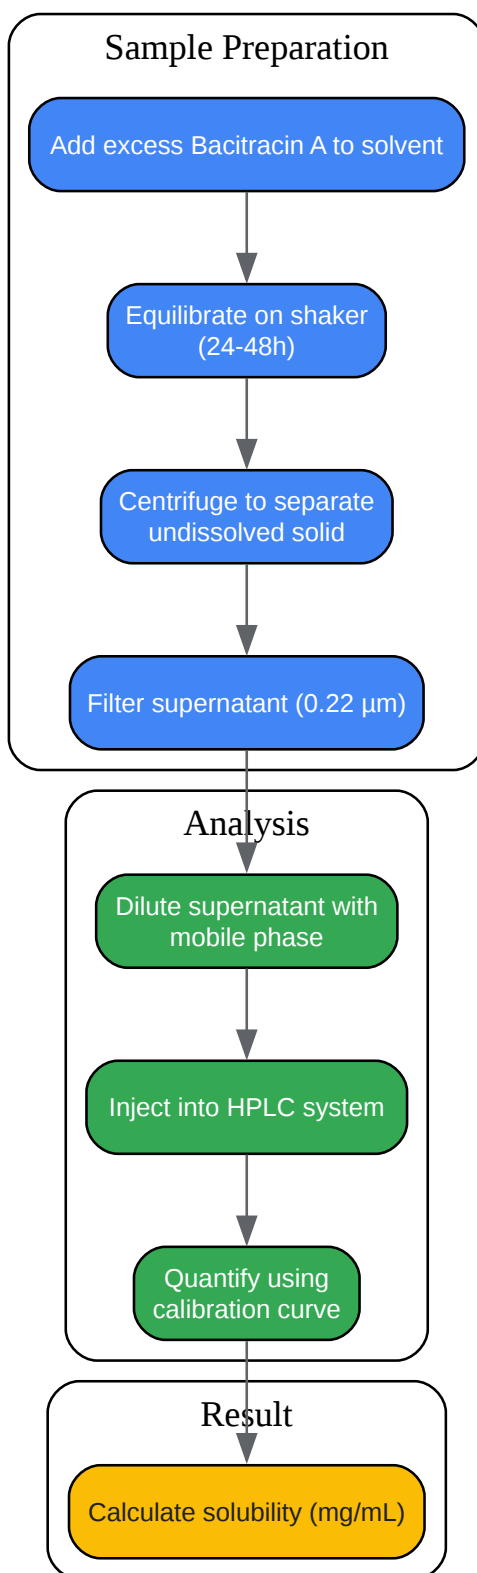 Sample Preparation
Add excess Bacitracin A to solvent
Equilibrate on shaker
(24-48h)
Centrifuge to separate
undissolved solid
Filter supernatant (0.22 µm)
Analysis
Dilute supernatant with
mobile phase
Inject into HPLC system
Quantify using
calibration curve
Result
Calculate solubility (mg/mL)